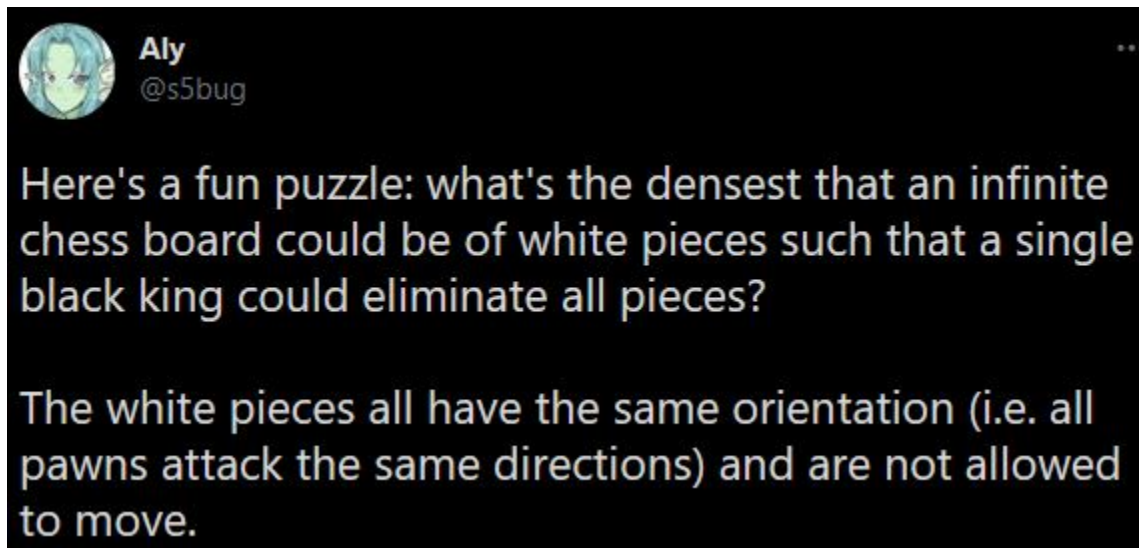 Aly
@s5bug
Here's a fun puzzle: what's the densest that an infinite
chess board could be of white pieces such that a single
black king could eliminate all pieces?
The white pieces all have the same orientation (i.e. all
pawns attack the same directions) and are not allowed
to move.